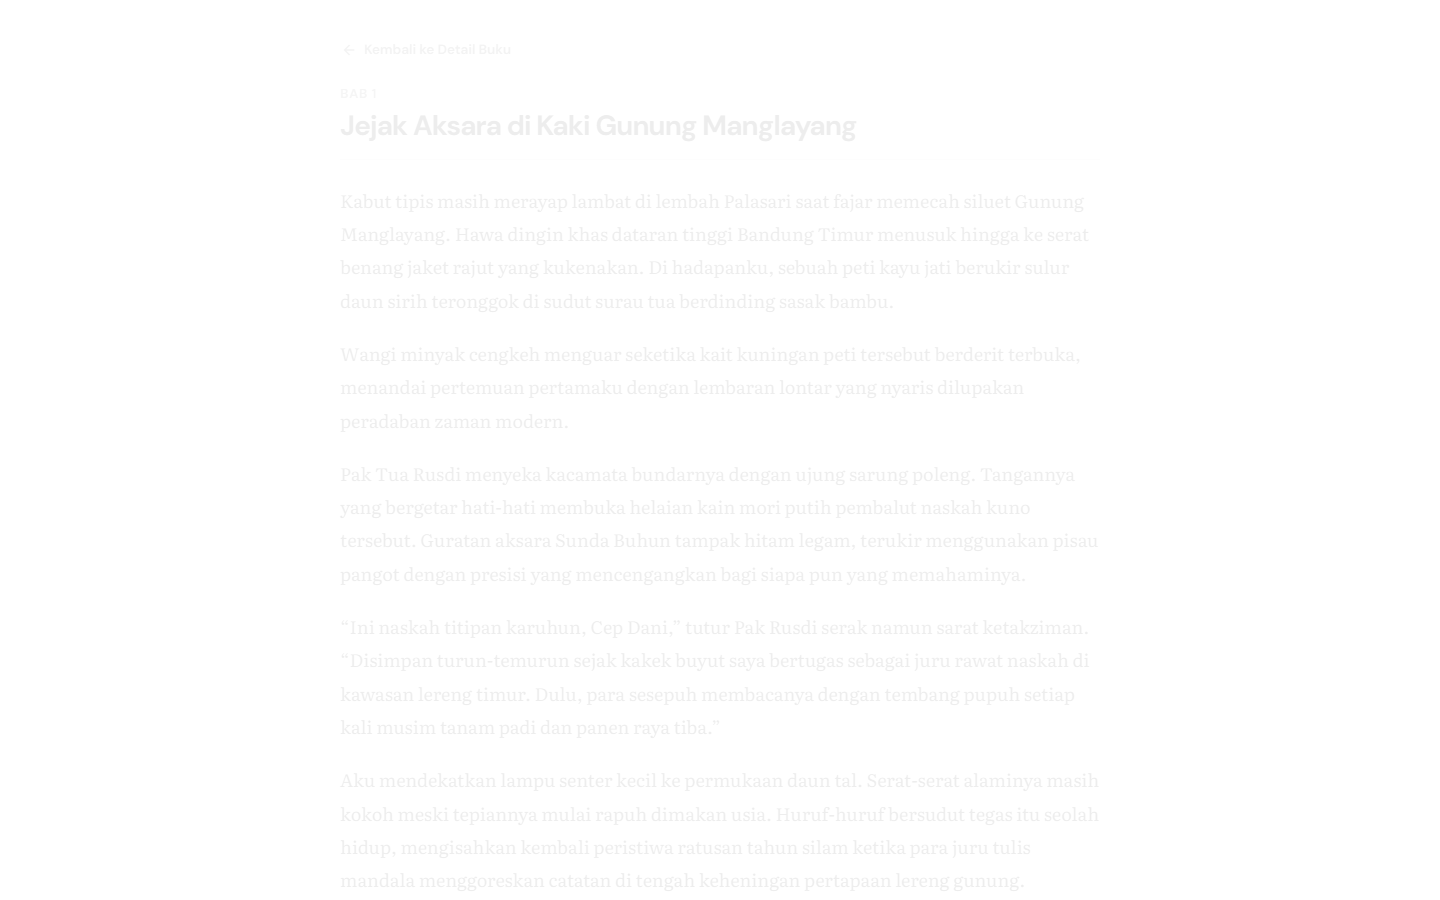 Kembali ke Detail Buku
BAB 1
Jejak Aksara di Kaki Gunung Manglayang
Kabut tipis masih merayap lambat di lembah Palasari saat fajar memecah siluet Gunung
Manglayang. Hawa dingin khas dataran tinggi Bandung Timur menusuk hingga ke serat
benang jaket rajut yang kukenakan. Di hadapanku, sebuah peti kayu jati berukir sulur
daun sirih teronggok di sudut surau tua berdinding sasak bambu.
Wangi minyak cengkeh menguar seketika kait kuningan peti tersebut berderit terbuka,
menandai pertemuan pertamaku dengan lembaran lontar yang nyaris dilupakan
peradaban zaman modern.
Pak Tua Rusdi menyeka kacamata bundarnya dengan ujung sarung poleng. Tangannya
yang bergetar hati-hati membuka helaian kain mori putih pembalut naskah kuno
tersebut. Guratan aksara Sunda Buhun tampak hitam legam, terukir menggunakan pisau
pangot dengan presisi yang mencengangkan bagi siapa pun yang memahaminya.
“Ini naskah titipan karuhun, Cep Dani,” tutur Pak Rusdi serak namun sarat ketakziman.
“Disimpan turun-temurun sejak kakek buyut saya bertugas sebagai juru rawat naskah di
kawasan lereng timur. Dulu, para sesepuh membacanya dengan tembang pupuh setiap
kali musim tanam padi dan panen raya tiba.”
Aku mendekatkan lampu senter kecil ke permukaan daun tal. Serat-serat alaminya masih
kokoh meski tepiannya mulai rapuh dimakan usia. Huruf-huruf bersudut tegas itu seolah
hidup, mengisahkan kembali peristiwa ratusan tahun silam ketika para juru tulis
mandala menggoreskan catatan di tengah keheningan pertapaan lereng gunung.